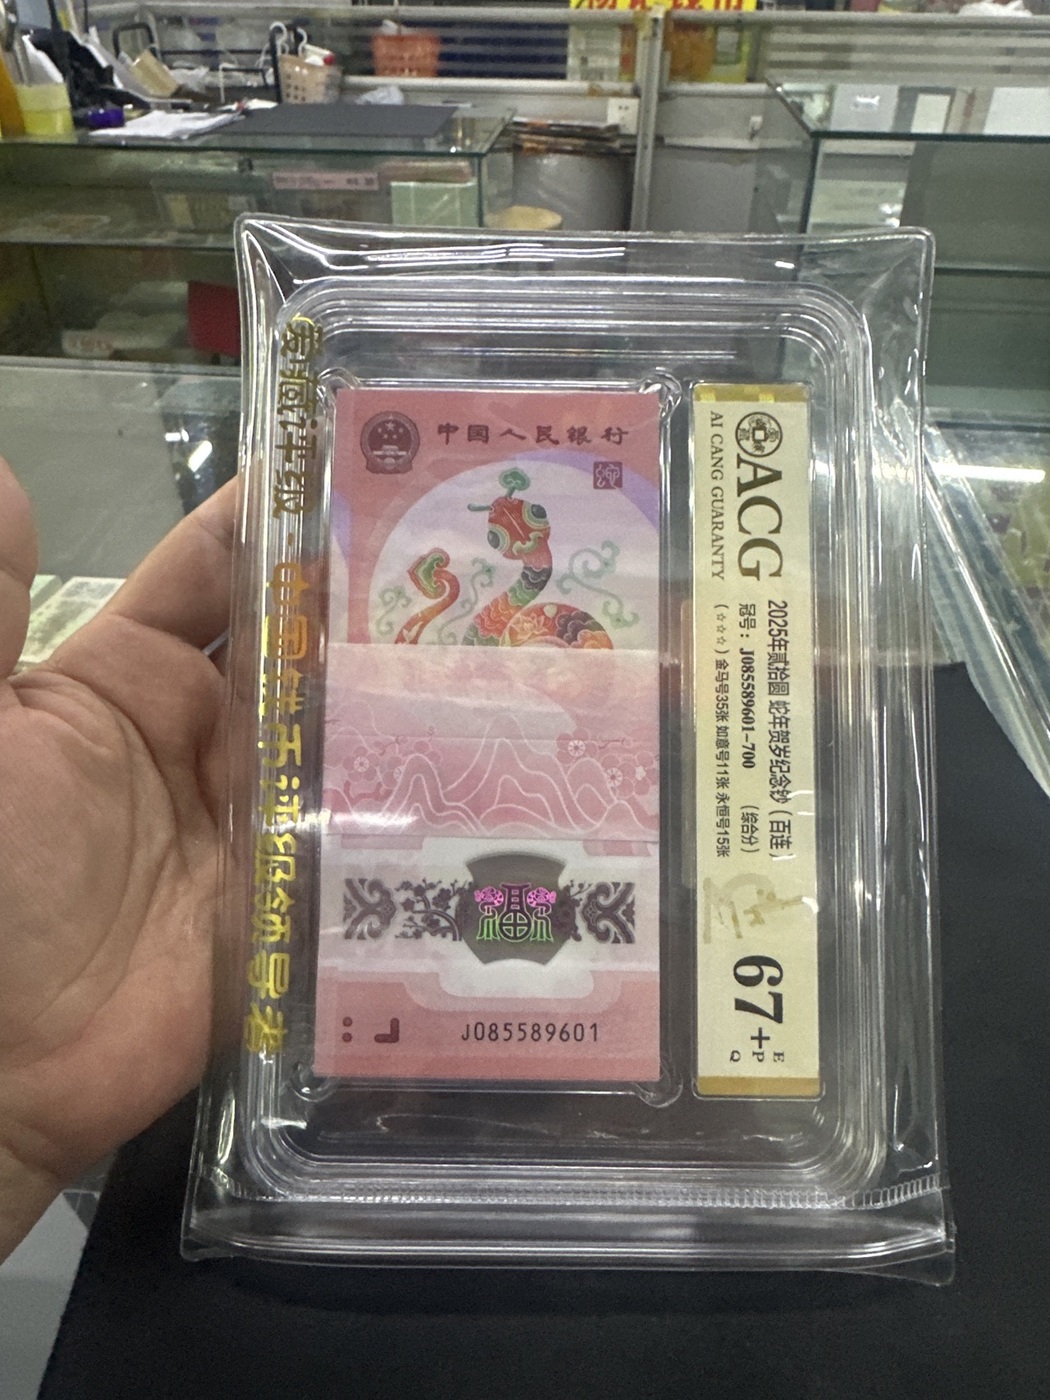 中国人民银行
J085589601
爱藏评级·中国钱币评级领导者
ACG
AI CANG GUARANTY
2025年贰拾圆 蛇年贺岁纪念钞（百连）
冠号：J085589601-700 （综合分）
（☆☆☆）金马号35张 如意号11张 永恒号15张
67+
E
P
Q